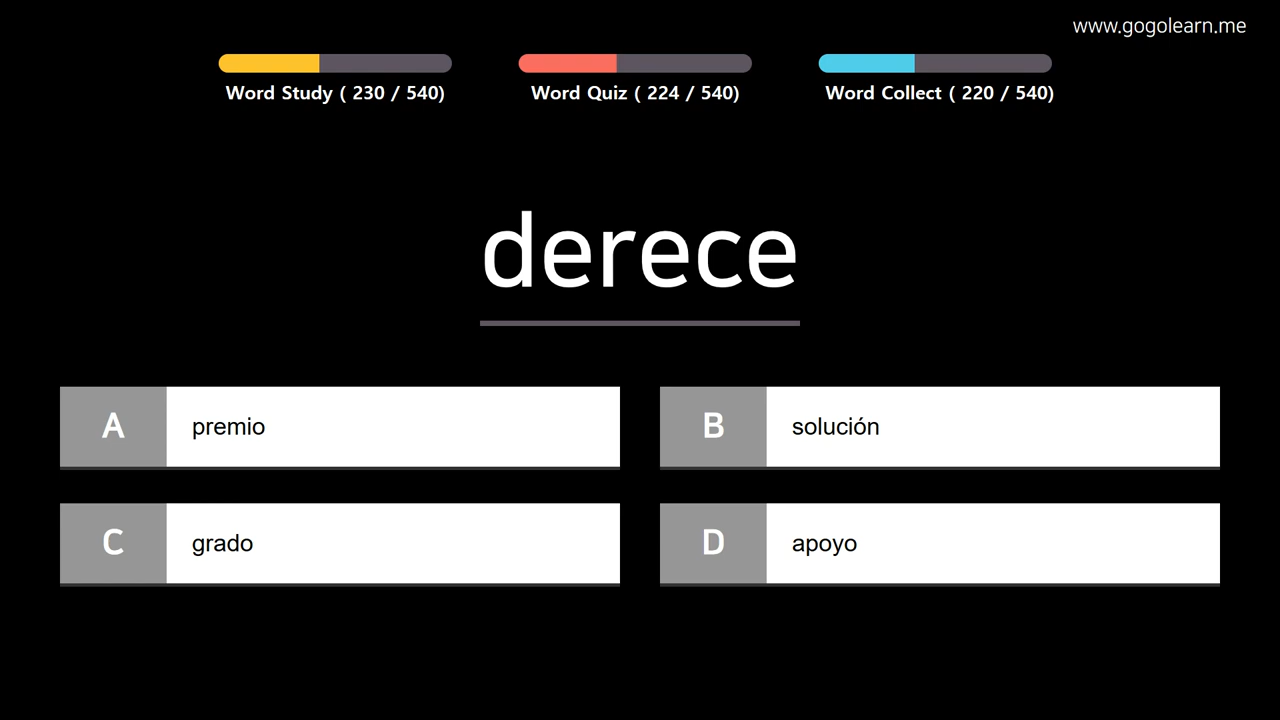 www.gogolearn.me
Word Study ( 230 / 540)
Word Quiz ( 224 / 540)
Word Collect ( 220 / 540)
derece
A premio
B solución
C grado
D apoyo